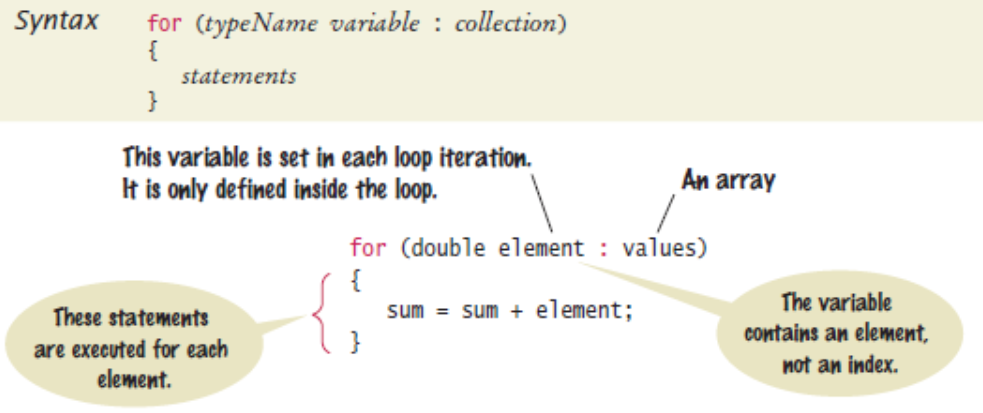 Syntax for (typeName variable : collection)
{
statements
}
This variable is set in each loop iteration.
It is only defined inside the loop.
An array
for (double element : values)
{
sum = sum + element;
}
These statements
are executed for each
element.
The variable
contains an element,
not an index.